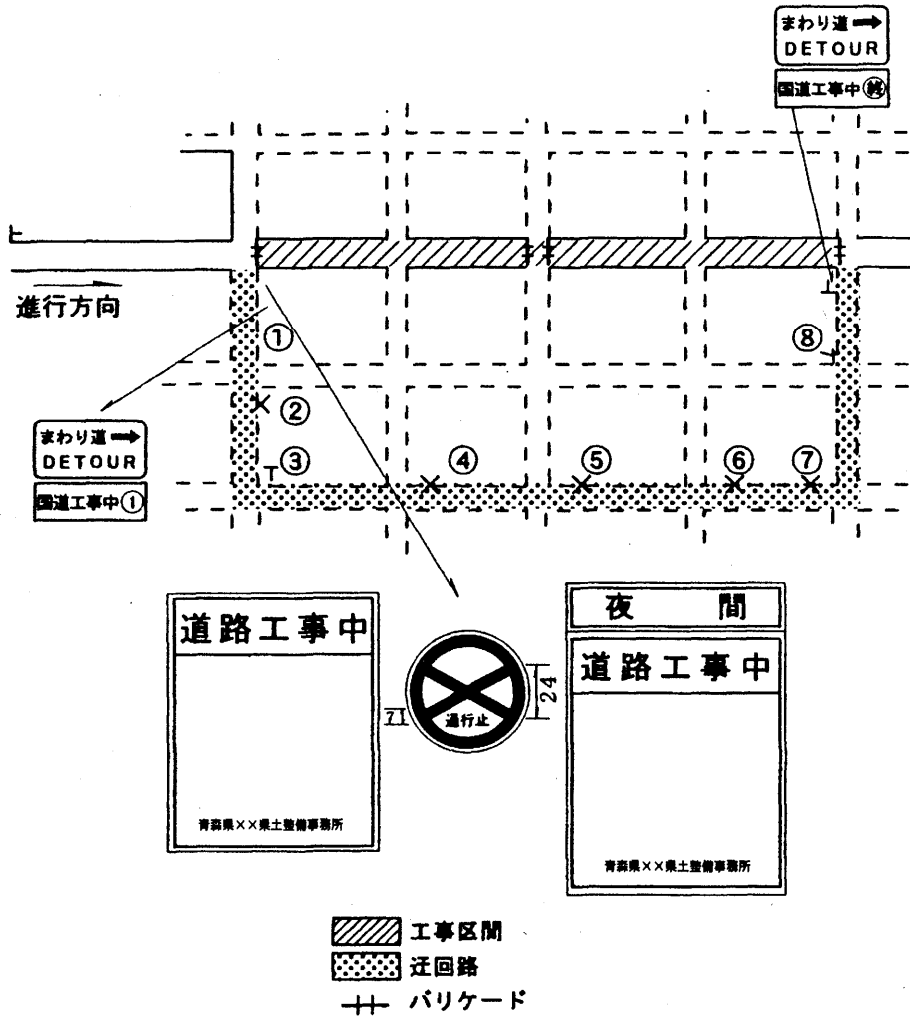 まわり道➡
DETOUR
国道工事中㊡
進行方向
①
⑧
まわり道➡
DETOUR
国道工事中①
②
③
④
⑤
⑥
⑦
道路工事中
青森県××県土整備事務所
通行止
71
24
夜 間
道路工事中
青森県××県土整備事務所
工事区間
迂回路
バリケード